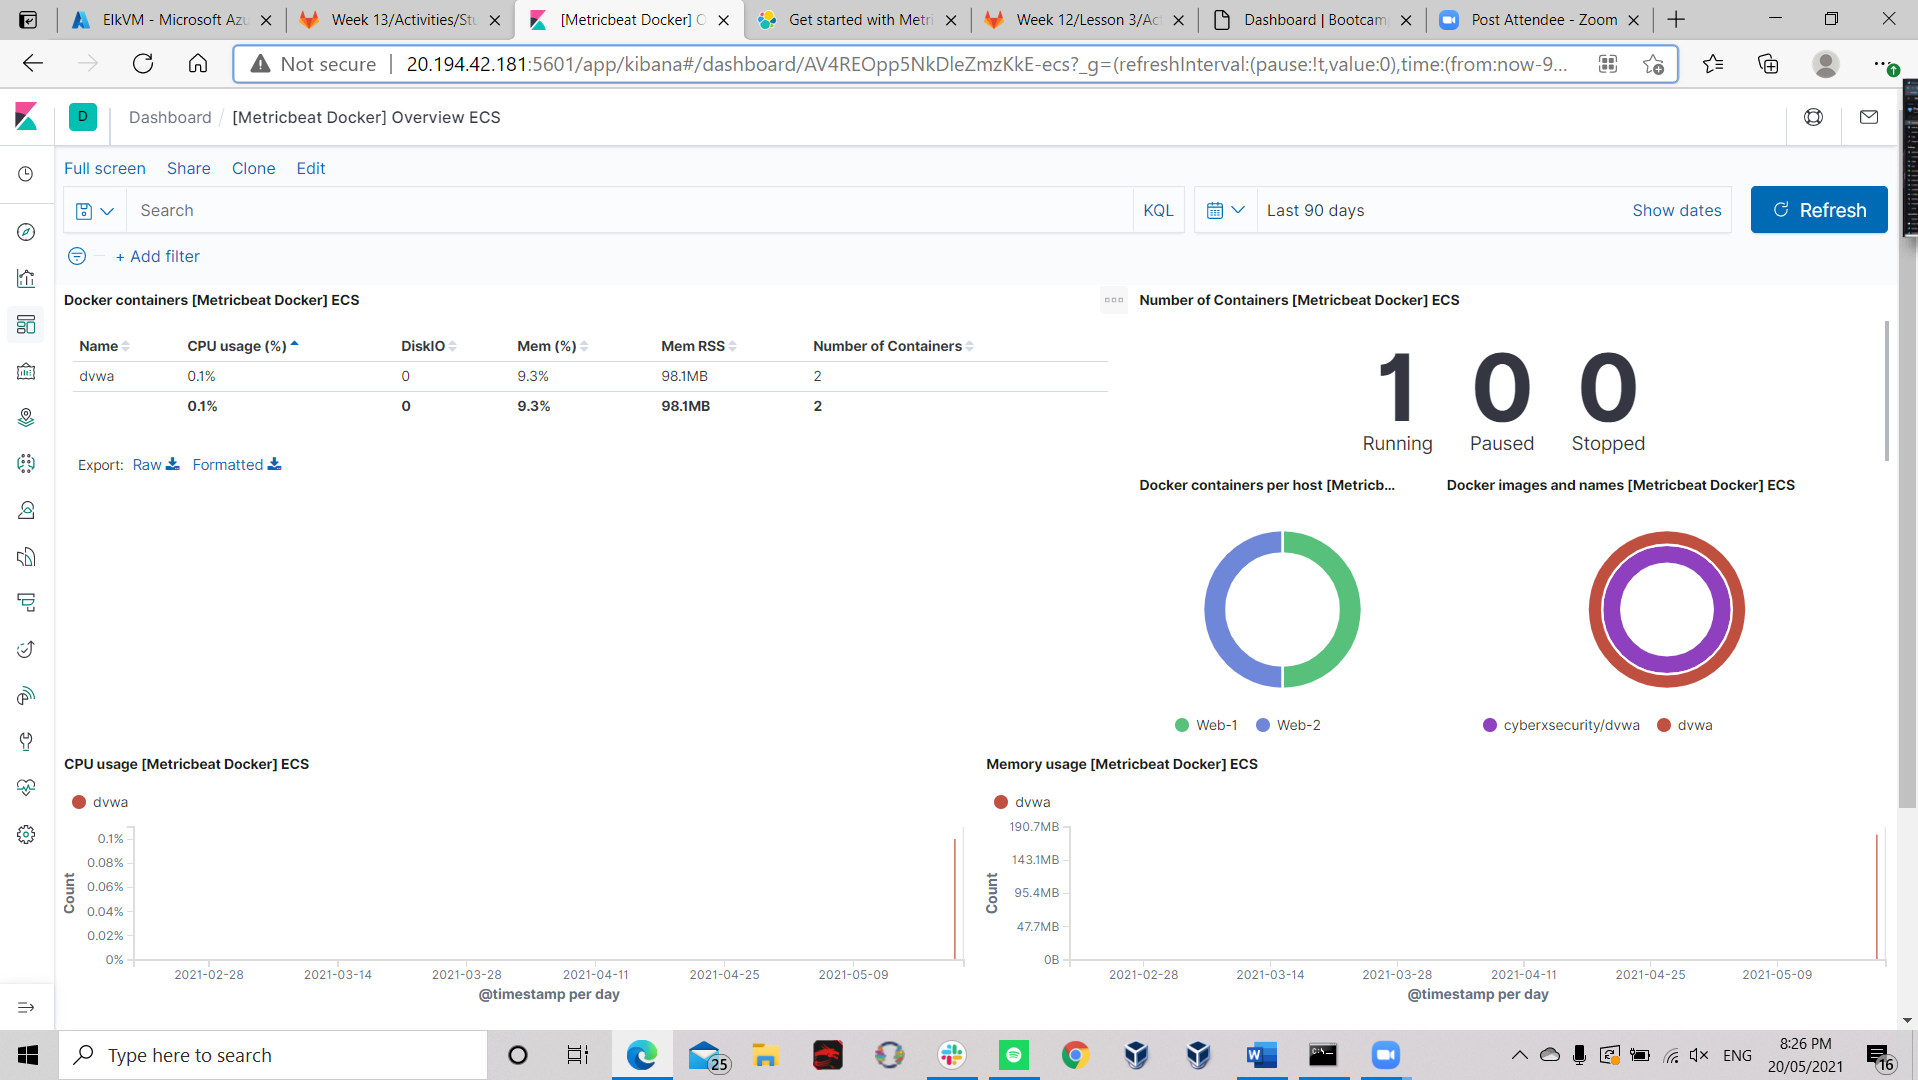 ElkVM - Microsoft Azu
Week 13/Activities/Stu
[Metricbeat Docker] O
Get started with Metri
Week 12/Lesson 3/Ac
Dashboard | Bootcam
Post Attendee - Zoom
Not secure
20.194.42.181:5601/app/kibana#/dashboard/AV4REOpp5NkDleZmzKkE-ecs?_g=(refreshInterval:(pause:!t,value:0),time:(from:now-9...
D
Dashboard / [Metricbeat Docker] Overview ECS
Full screen Share Clone Edit
Search
KQL
Last 90 days
Show dates
Refresh
+ Add filter
Docker containers [Metricbeat Docker] ECS
Name CPU usage (%) DiskIO Mem (%) Mem RSS Number of Containers
dvwa 0.1% 0 9.3% 98.1MB 2
0.1% 0 9.3% 98.1MB 2
Export: Raw Formatted
Number of Containers [Metricbeat Docker] ECS
1 0 0
Running Paused Stopped
Docker containers per host [Metricb...
Web-1 Web-2
Docker images and names [Metricbeat Docker] ECS
cyberxsecurity/dvwa dvwa
CPU usage [Metricbeat Docker] ECS
dvwa
0.1%
0.08%
0.06%
0.04%
0.02%
0%
Count
2021-02-28 2021-03-14 2021-03-28 2021-04-11 2021-04-25 2021-05-09
@timestamp per day
Memory usage [Metricbeat Docker] ECS
dvwa
190.7MB
143.1MB
95.4MB
47.7MB
0B
Count
2021-02-28 2021-03-14 2021-03-28 2021-04-11 2021-04-25 2021-05-09
@timestamp per day
Type here to search
25
ENG
8:26 PM
20/05/2021
16